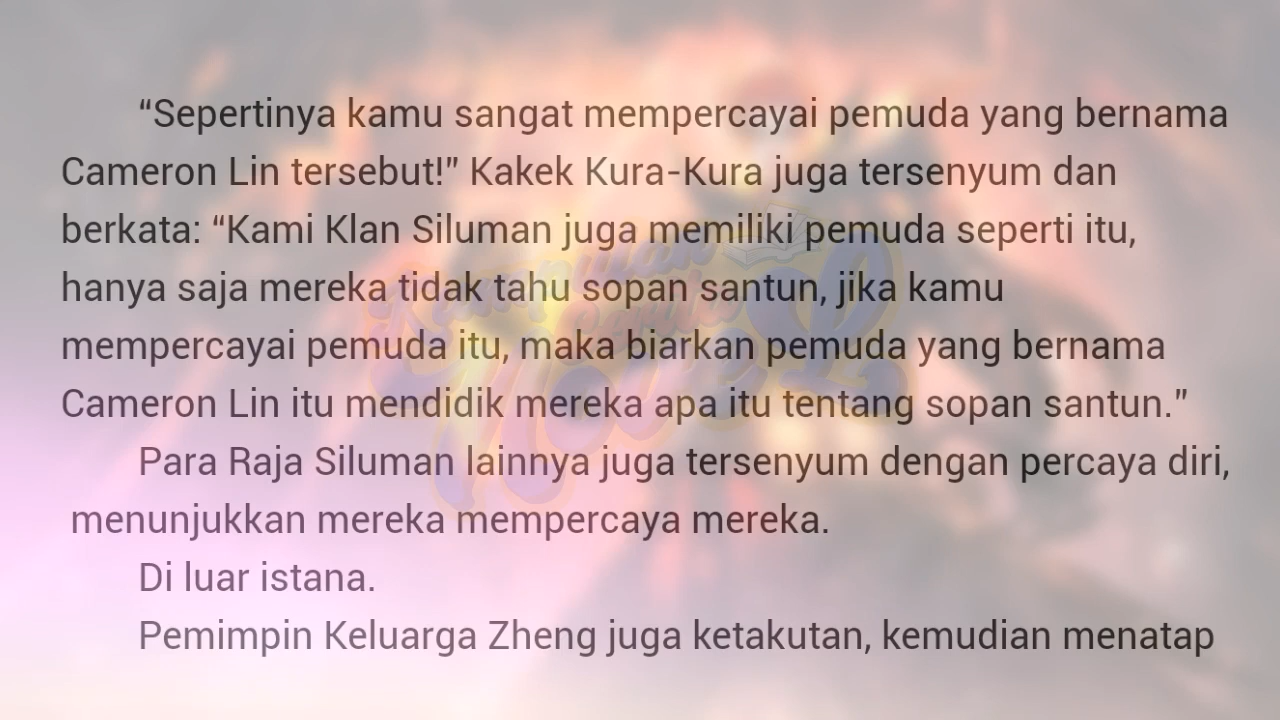 “Sepertinya kamu sangat mempercayai pemuda yang bernama
Cameron Lin tersebut!” Kakek Kura-Kura juga tersenyum dan
berkata: “Kami Klan Siluman juga memiliki pemuda seperti itu,
hanya saja mereka tidak tahu sopan santun, jika kamu
mempercayai pemuda itu, maka biarkan pemuda yang bernama
Cameron Lin itu mendidik mereka apa itu tentang sopan santun.”
Para Raja Siluman lainnya juga tersenyum dengan percaya diri,
menunjukkan mereka mempercaya mereka.
Di luar istana.
Pemimpin Keluarga Zheng juga ketakutan, kemudian menatap